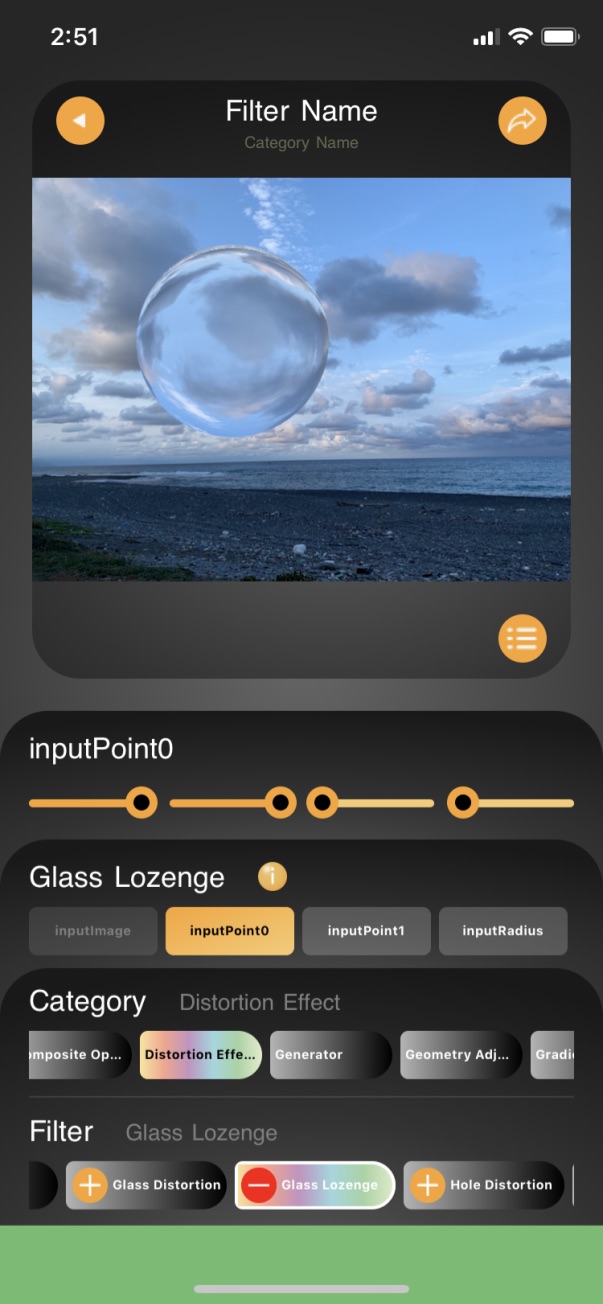 2:51
Filter Name
Category Name
inputPoint0
Glass Lozenge i
inputImage inputPoint0 inputPoint1 inputRadius
Category Distortion Effect
omposite Op... Distortion Effe... Generator Geometry Adj... Gradi
Filter Glass Lozenge
Glass Distortion Glass Lozenge Hole Distortion